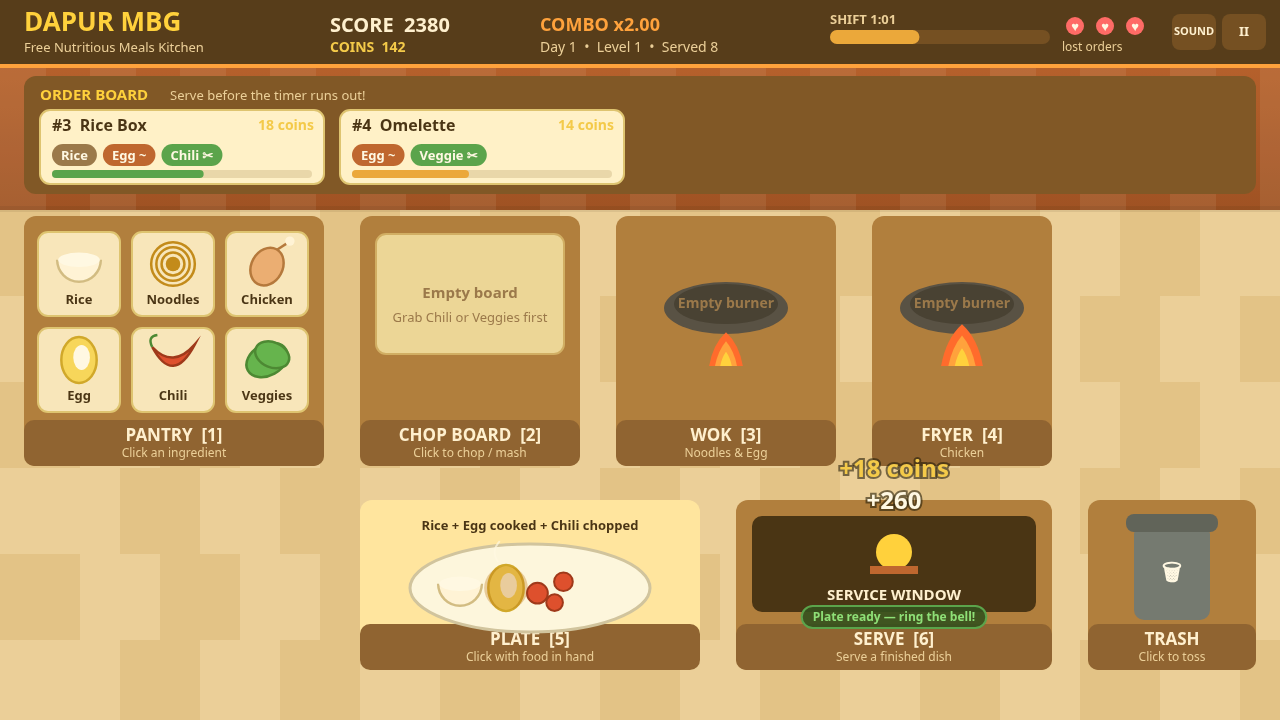 DAPUR MBG
Free Nutritious Meals Kitchen
SCORE 2380
COINS 142
COMBO x2.00
Day 1 • Level 1 • Served 8
SHIFT 1:01
lost orders
SOUND
II
ORDER BOARD
Serve before the timer runs out!
#3 Rice Box
18 coins
Rice
Egg ~
Chili ✂
#4 Omelette
14 coins
Egg ~
Veggie ✂
Rice
Noodles
Chicken
Egg
Chili
Veggies
PANTRY [1]
Click an ingredient
Empty board
Grab Chili or Veggies first
CHOP BOARD [2]
Click to chop / mash
Empty burner
WOK [3]
Noodles & Egg
Empty burner
FRYER [4]
Chicken
+18 coins
+260
Rice + Egg cooked + Chili chopped
PLATE [5]
Click with food in hand
SERVICE WINDOW
Plate ready — ring the bell!
SERVE [6]
Serve a finished dish
TRASH
Click to toss